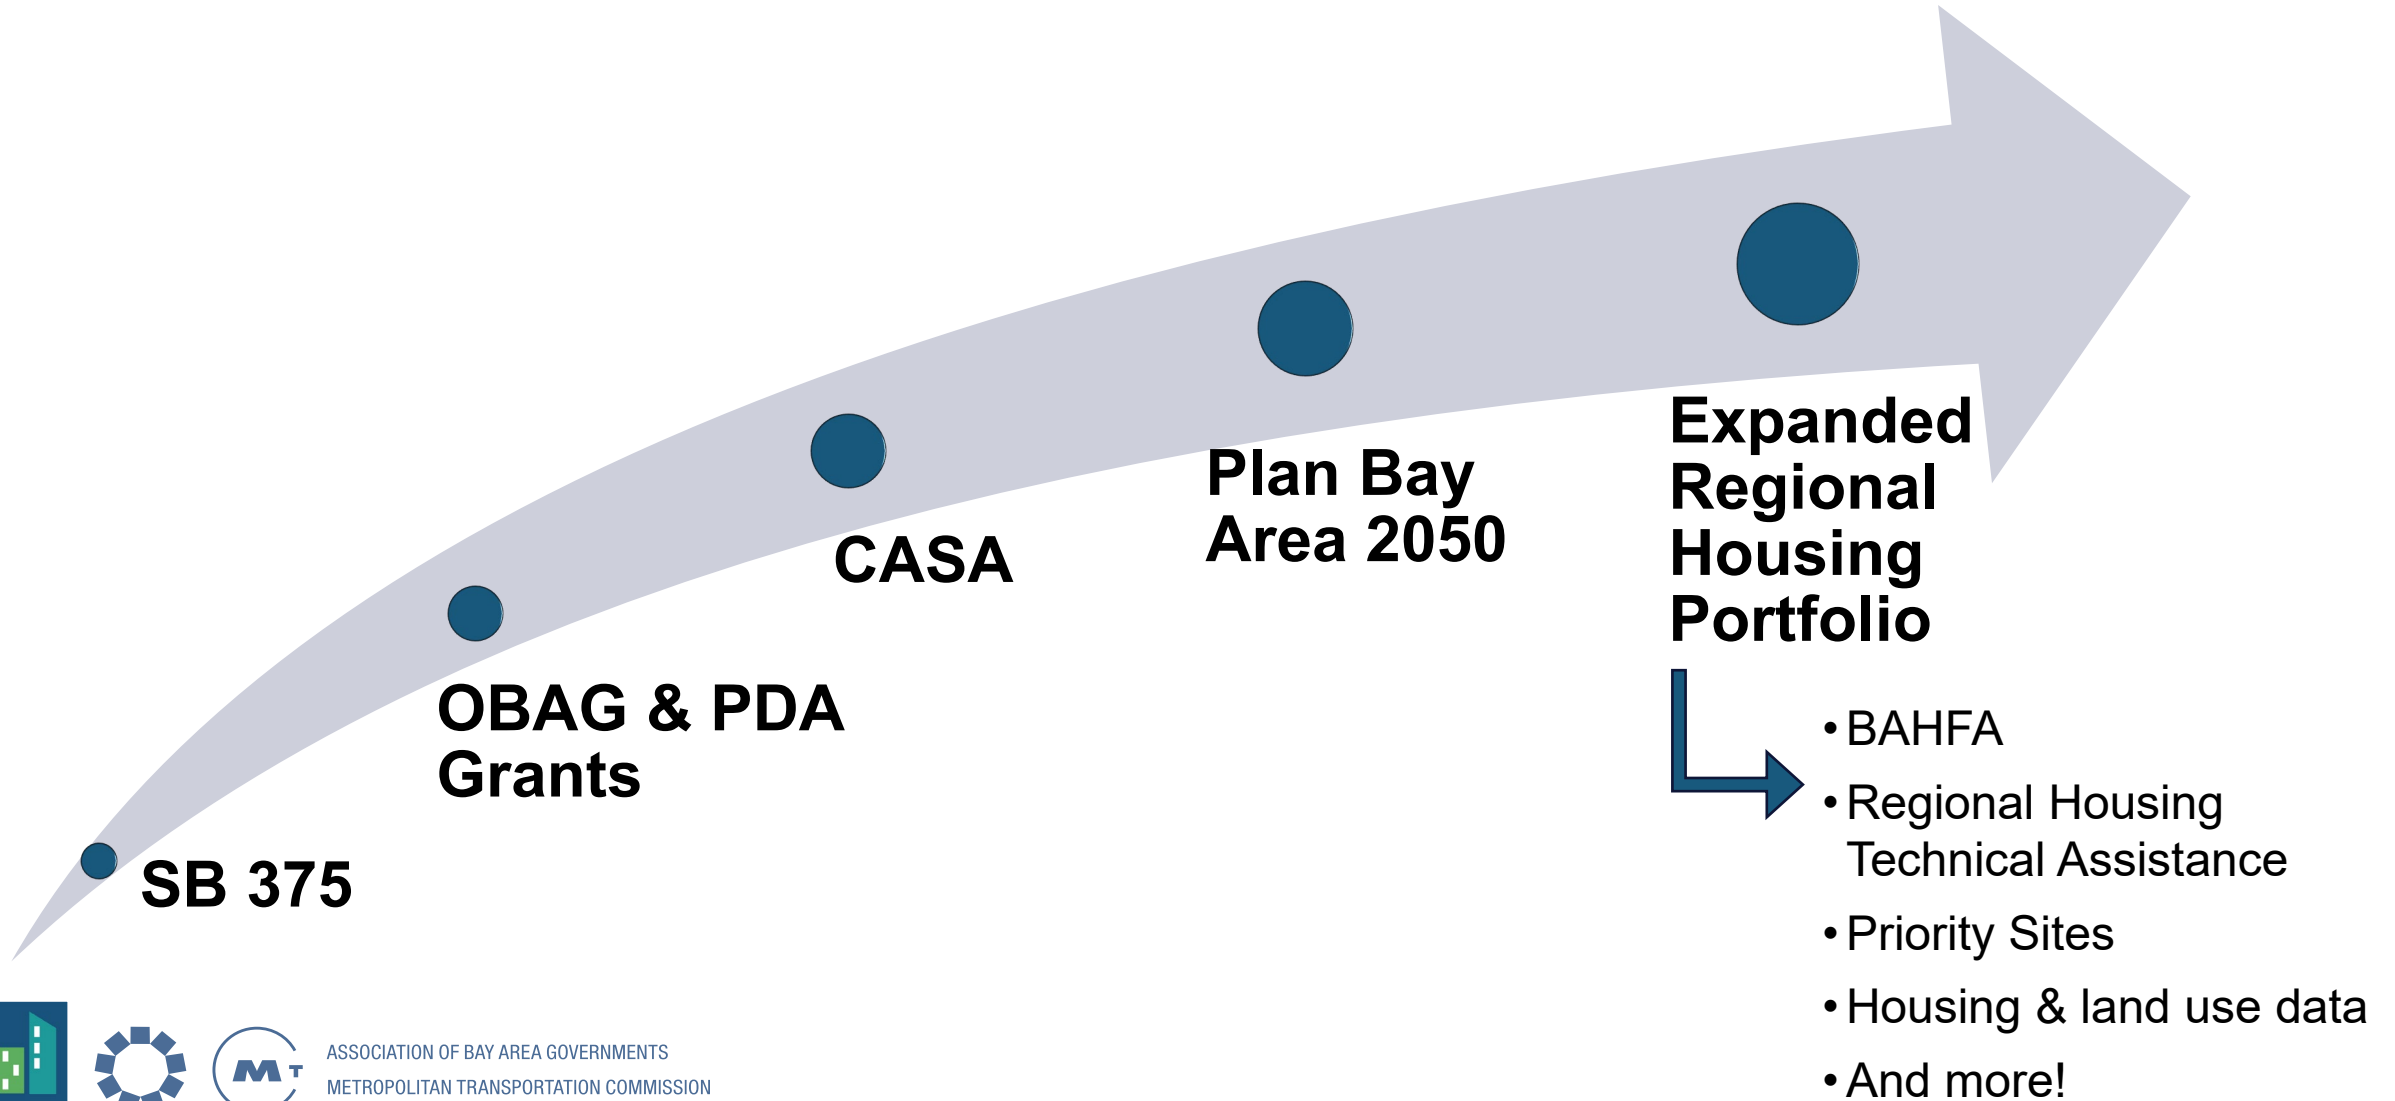 SB 375
OBAG & PDA
Grants
CASA
Plan Bay
Area 2050
Expanded
Regional
Housing
Portfolio
• BAHFA
• Regional Housing
Technical Assistance
• Priority Sites
• Housing & land use data
• And more!
M T
ASSOCIATION OF BAY AREA GOVERNMENTS
METROPOLITAN TRANSPORTATION COMMISSION